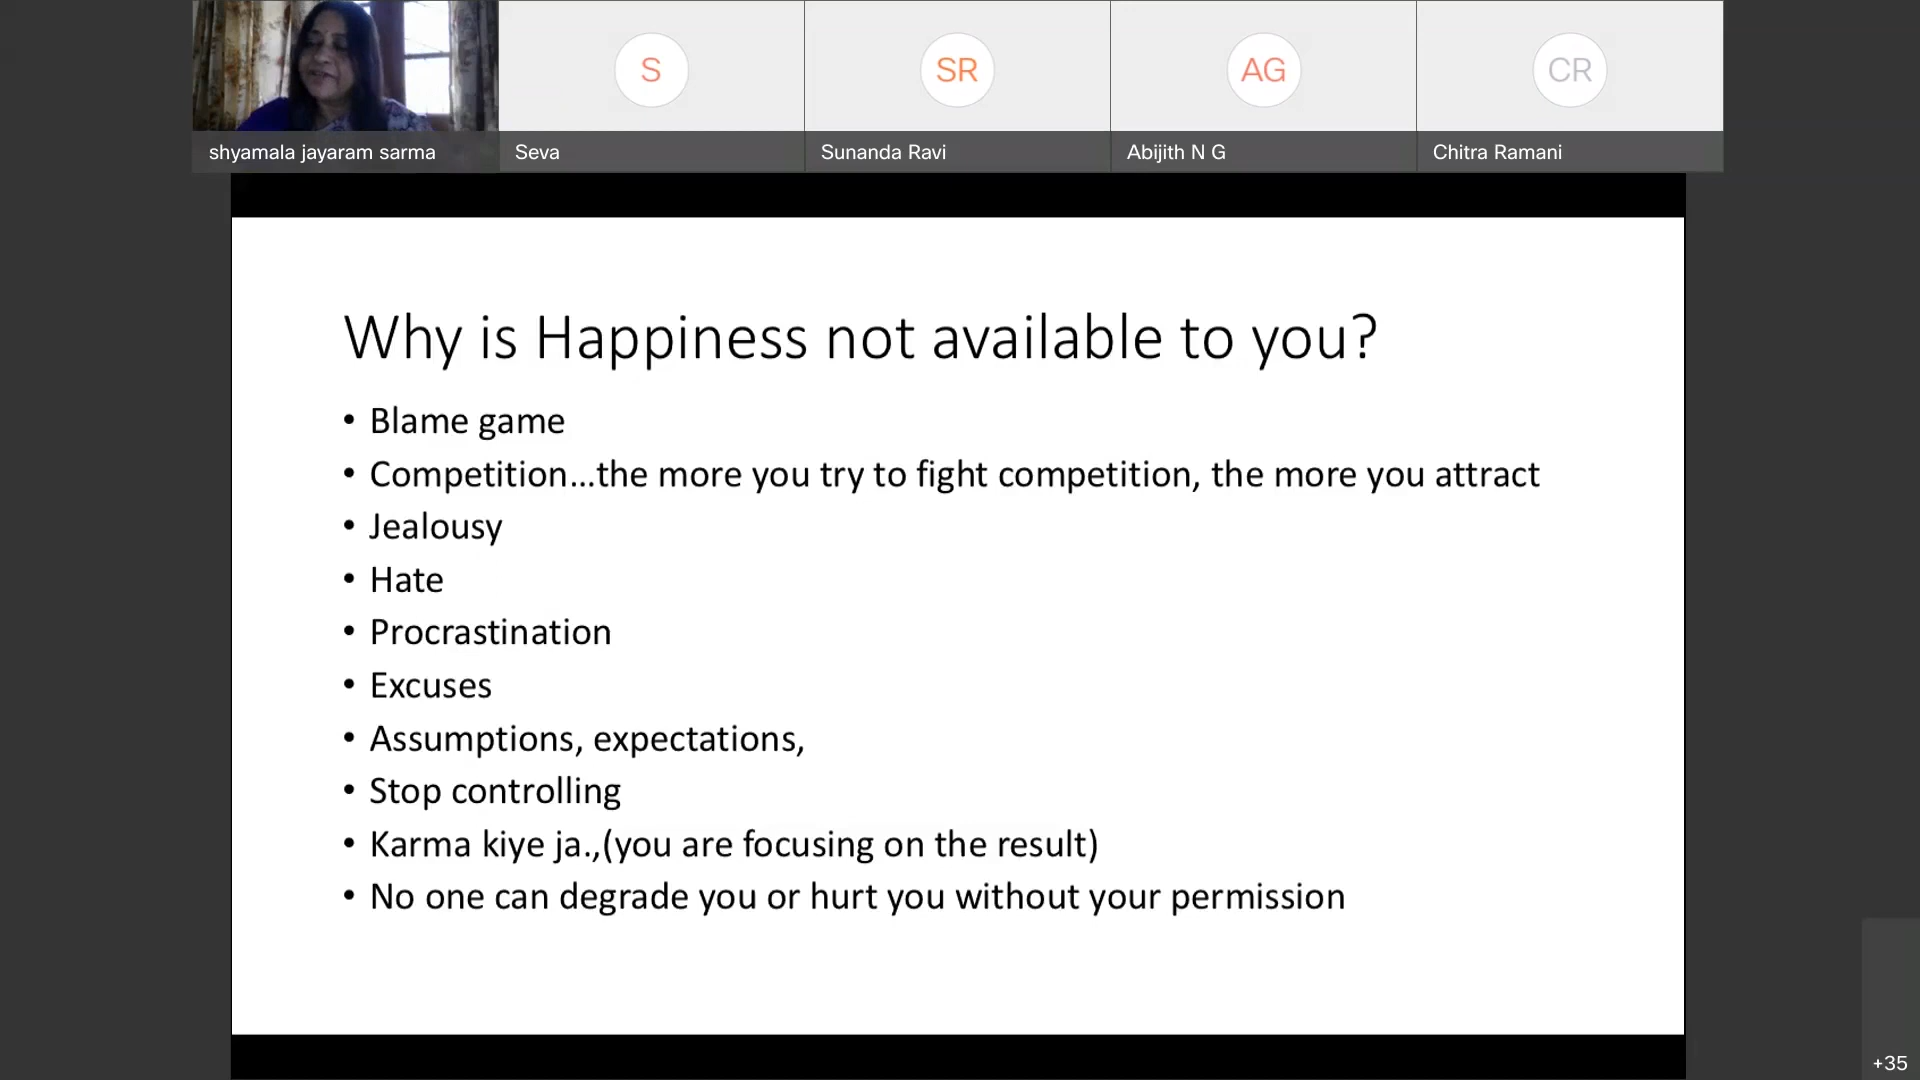 S
SR
AG
CR
shyamala jayaram sarma
Seva
Sunanda Ravi
Abijith N G
Chitra Ramani
Why is Happiness not available to you?
• Blame game
• Competition...the more you try to fight competition, the more you attract
• Jealousy
• Hate
• Procrastination
• Excuses
• Assumptions, expectations,
• Stop controlling
• Karma kiye ja.,(you are focusing on the result)
• No one can degrade you or hurt you without your permission
+35